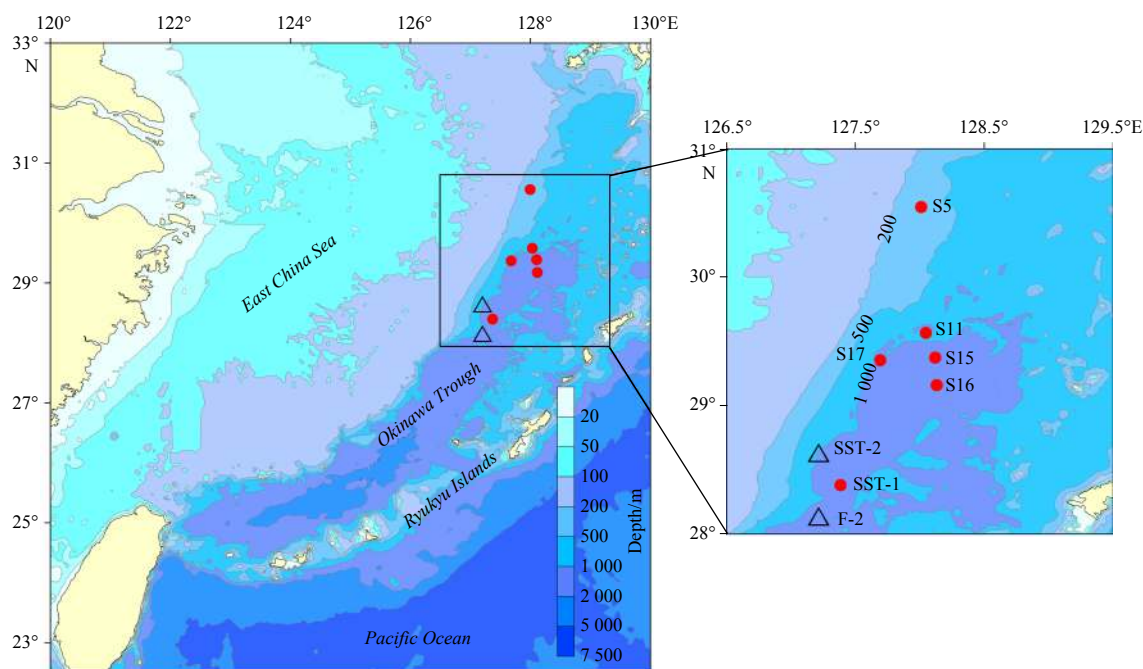 120°
122°
124°
126°
128°
130°E
33°
N
31°
29°
27°
25°
23°
East China Sea
Okinawa Trough
Ryukyu Islands
Pacific Ocean
20
50
100
200
500
1 000
2 000
5 000
7 500
Depth/m
126.5°
127.5°
128.5°
129.5°E
31°
N
30°
29°
28°
200
S5
500
S11
S17
S15
1 000
S16
SST-2
SST-1
F-2